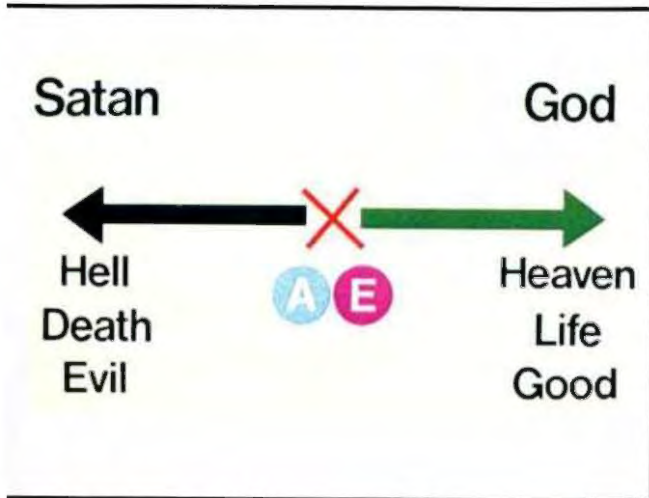 Satan God
A E
Hell Heaven
Death Life
Evil Good